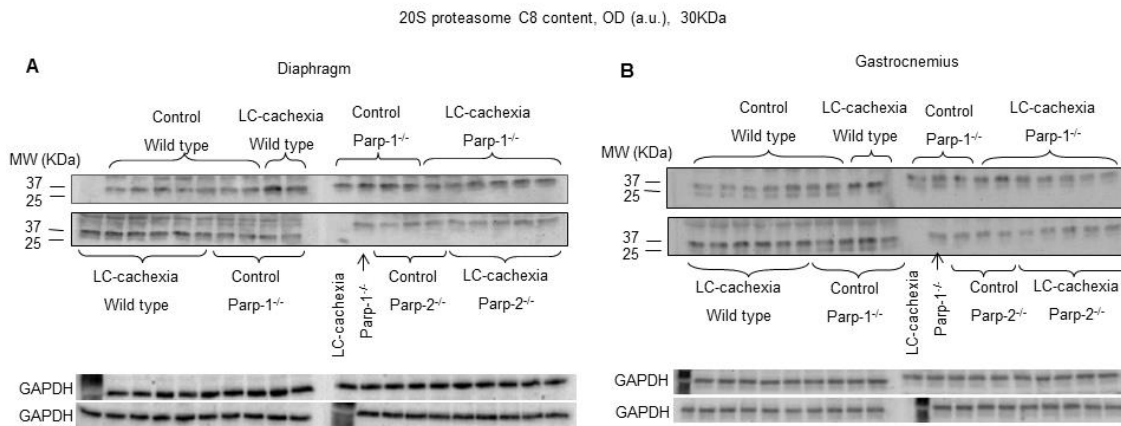 20S proteasome C8 content, OD (a.u.), 30KDa
A
Diaphragm
Control LC-cachexia Control LC-cachexia
Wild type Wild type Parp-1-/- Parp-1-/-
MW (KDa)
37
25
37
25
LC-cachexia Control LC-cachexia Parp-1-/- Control LC-cachexia
Wild type Parp-1-/- Parp-2-/- Parp-2-/-
GAPDH
GAPDH
B
Gastrocnemius
Control LC-cachexia Control LC-cachexia
Wild type Wild type Parp-1-/- Parp-1-/-
MW (KDa)
37
25
37
25
LC-cachexia Control LC-cachexia Parp-1-/- Control LC-cachexia
Wild type Parp-1-/- Parp-2-/- Parp-2-/-
GAPDH
GAPDH